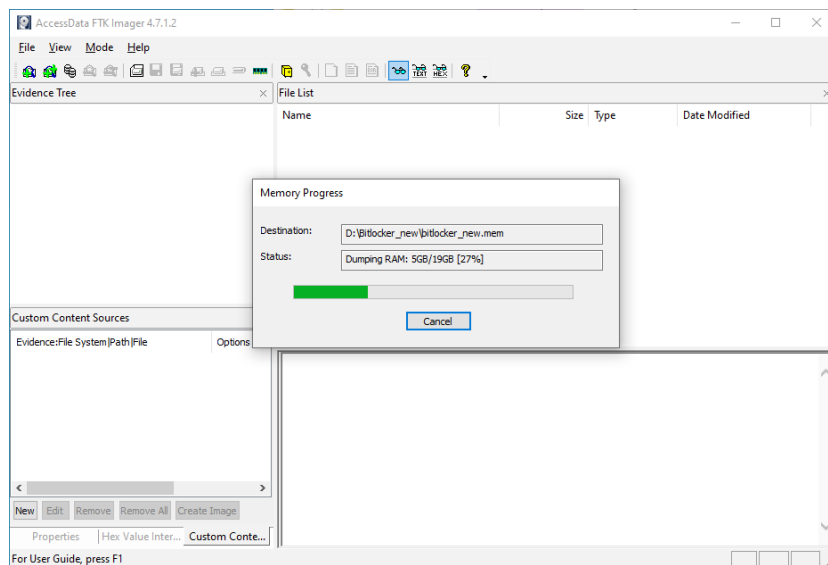 AccessData FTK Imager 4.7.1.2
File View Mode Help
TEXT HEX
Evidence Tree
File List
Name Size Type Date Modified
Memory Progress
Destination: D:\Bitlocker_new\bitlocker_new.mem
Status: Dumping RAM: 5GB/19GB [27%]
Cancel
Custom Content Sources
Evidence:File System|Path|File Options
New Edit Remove Remove All Create Image
Properties Hex Value Inter... Custom Conte...
For User Guide, press F1